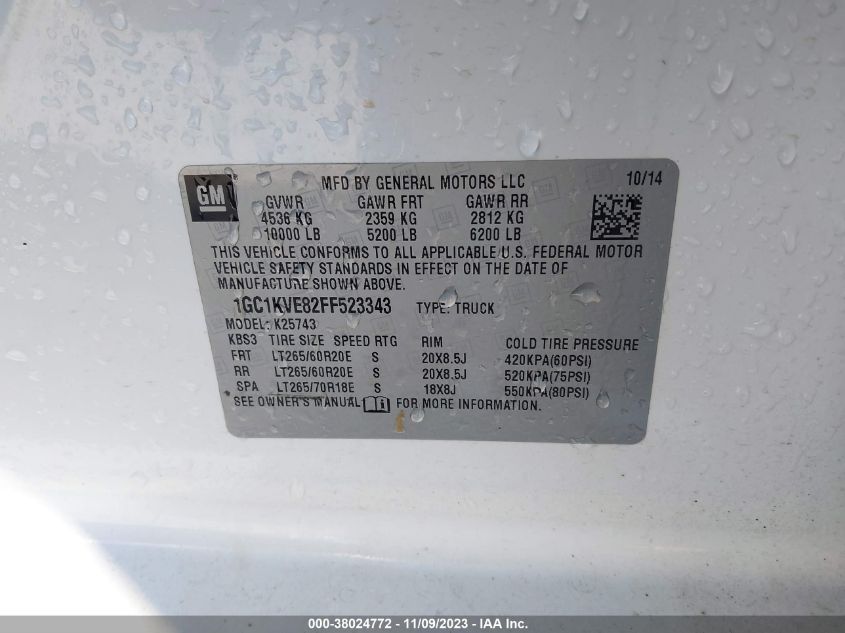 GM
MFD BY GENERAL MOTORS LLC 10/14
GVWR GAWR FRT GAWR RR
4536 KG 2359 KG 2812 KG
10000 LB 5200 LB 6200 LB
THIS VEHICLE CONFORMS TO ALL APPLICABLE U.S. FEDERAL MOTOR
VEHICLE SAFETY STANDARDS IN EFFECT ON THE DATE OF
MANUFACTURE SHOWN ABOVE.
1GC1KVE82FF523343 TYPE: TRUCK
MODEL: K25743
KBS3 TIRE SIZE SPEED RTG RIM COLD TIRE PRESSURE
FRT LT265/60R20E S 20X8.5J 420KPA(60PSI)
RR LT265/60R20E S 20X8.5J 520KPA(75PSI)
SPA LT265/70R18E S 18X8J 550KPA(80PSI)
SEE OWNER'S MANUAL FOR MORE INFORMATION.
000-38024772 - 11/09/2023 - IAA Inc.